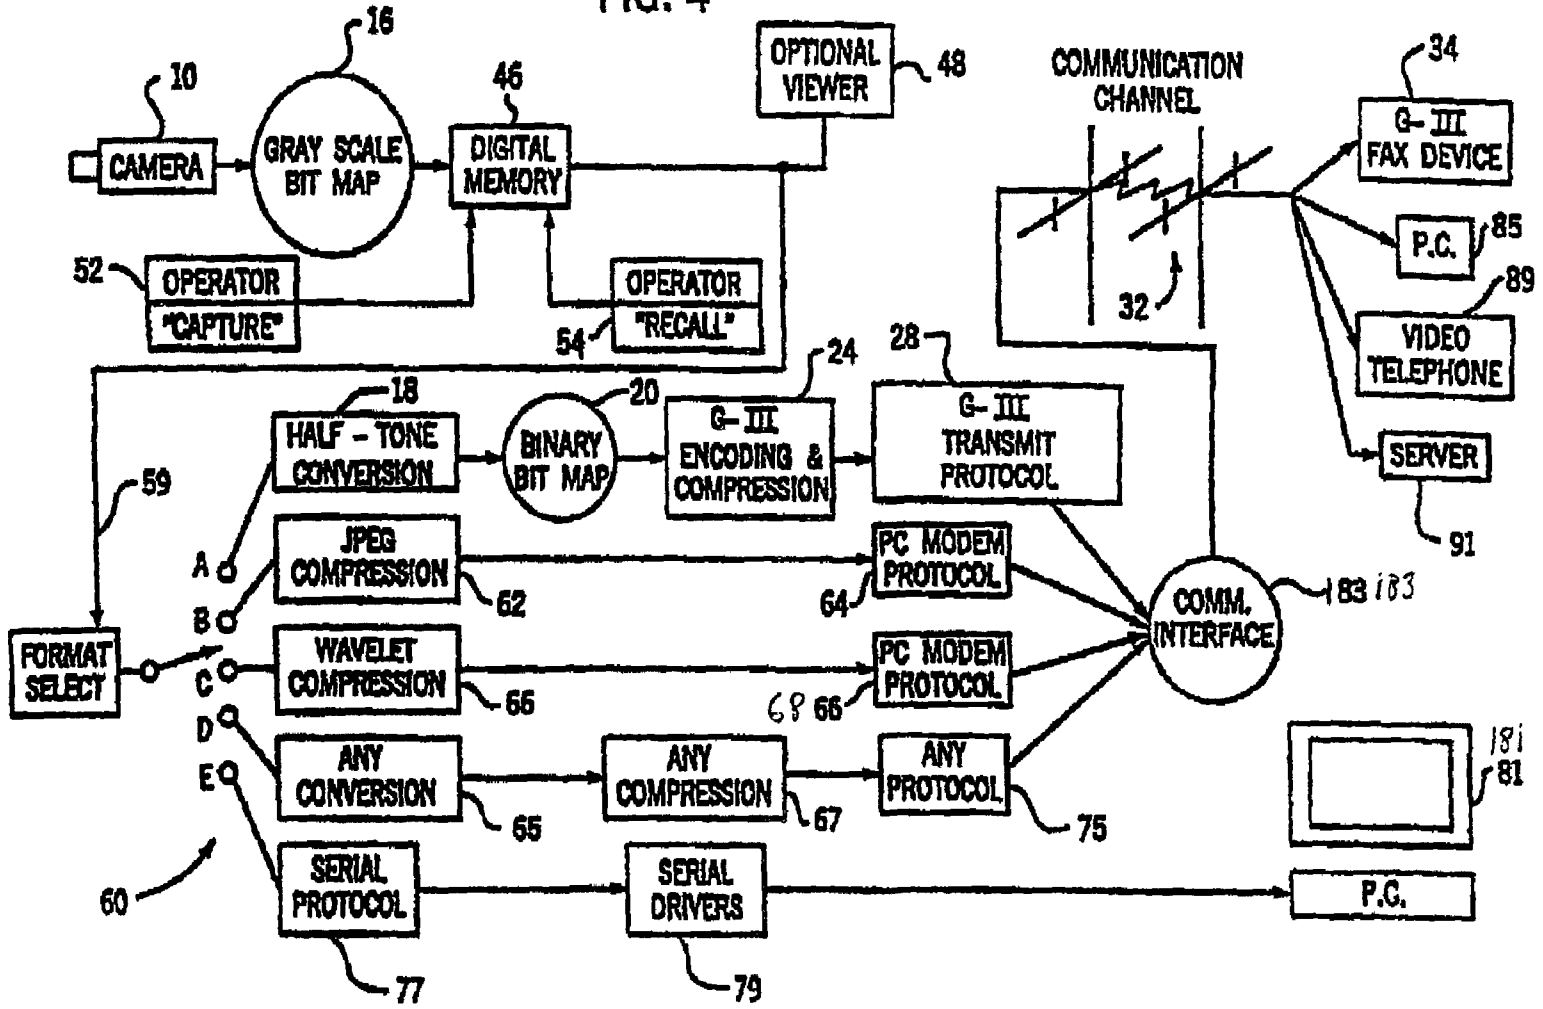 FIG. 4
16
10
CAMERA
GRAY SCALE
BIT MAP
46
DIGITAL
MEMORY
OPTIONAL
VIEWER
48
COMMUNICATION
CHANNEL
34
G-III
FAX DEVICE
P.C.
85
89
VIDEO
TELEPHONE
SERVER
91
32
52
OPERATOR
"CAPTURE"
OPERATOR
"RECALL"
54
59
18
HALF - TONE
CONVERSION
20
BINARY
BIT MAP
24
G-III
ENCODING &
COMPRESSION
28
G-III
TRANSMIT
PROTOCOL
A
B
C
D
E
FORMAT
SELECT
60
JPEG
COMPRESSION
62
PC MODEM
PROTOCOL
64
WAVELET
COMPRESSION
66
PC MODEM
PROTOCOL
68 66
COMM.
INTERFACE
183 183
ANY
CONVERSION
65
ANY
COMPRESSION
67
ANY
PROTOCOL
75
SERIAL
PROTOCOL
77
SERIAL
DRIVERS
79
181
81
P.C.